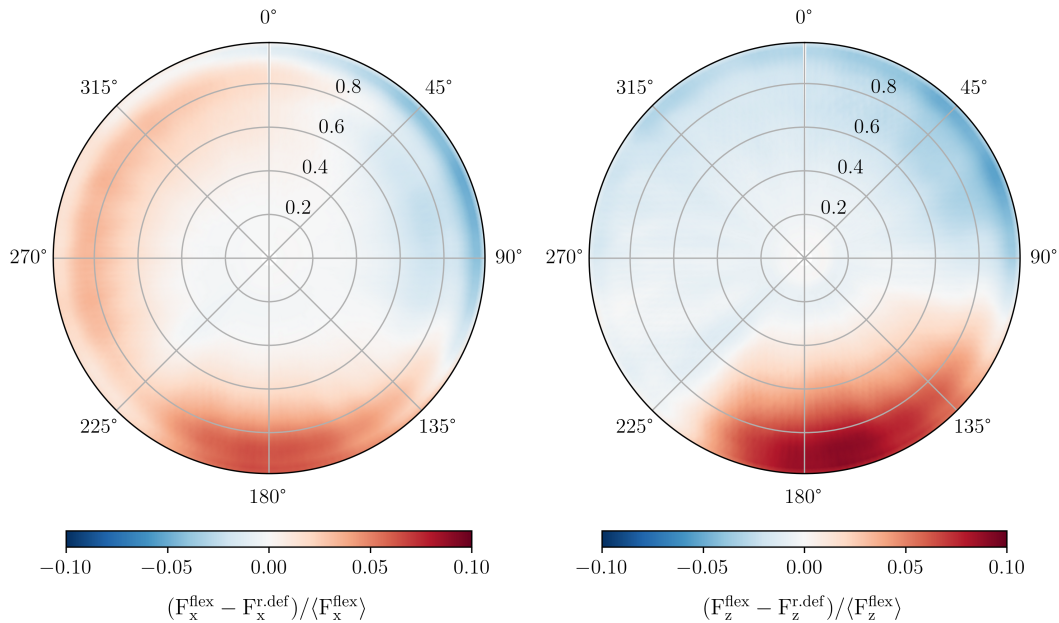 0° 0°
315° 0.8 45° 315° 0.8 45°
0.6 0.6
0.4 0.4
0.2 0.2
270° 90° 270° 90°
225° 135° 225° 135°
180° 180°
−0.10 −0.05 0.00 0.05 0.10 −0.10 −0.05 0.00 0.05 0.10
(F_x^flex − F_x^r.def)/⟨F_x^flex⟩ (F_z^flex − F_z^r.def)/⟨F_z^flex⟩